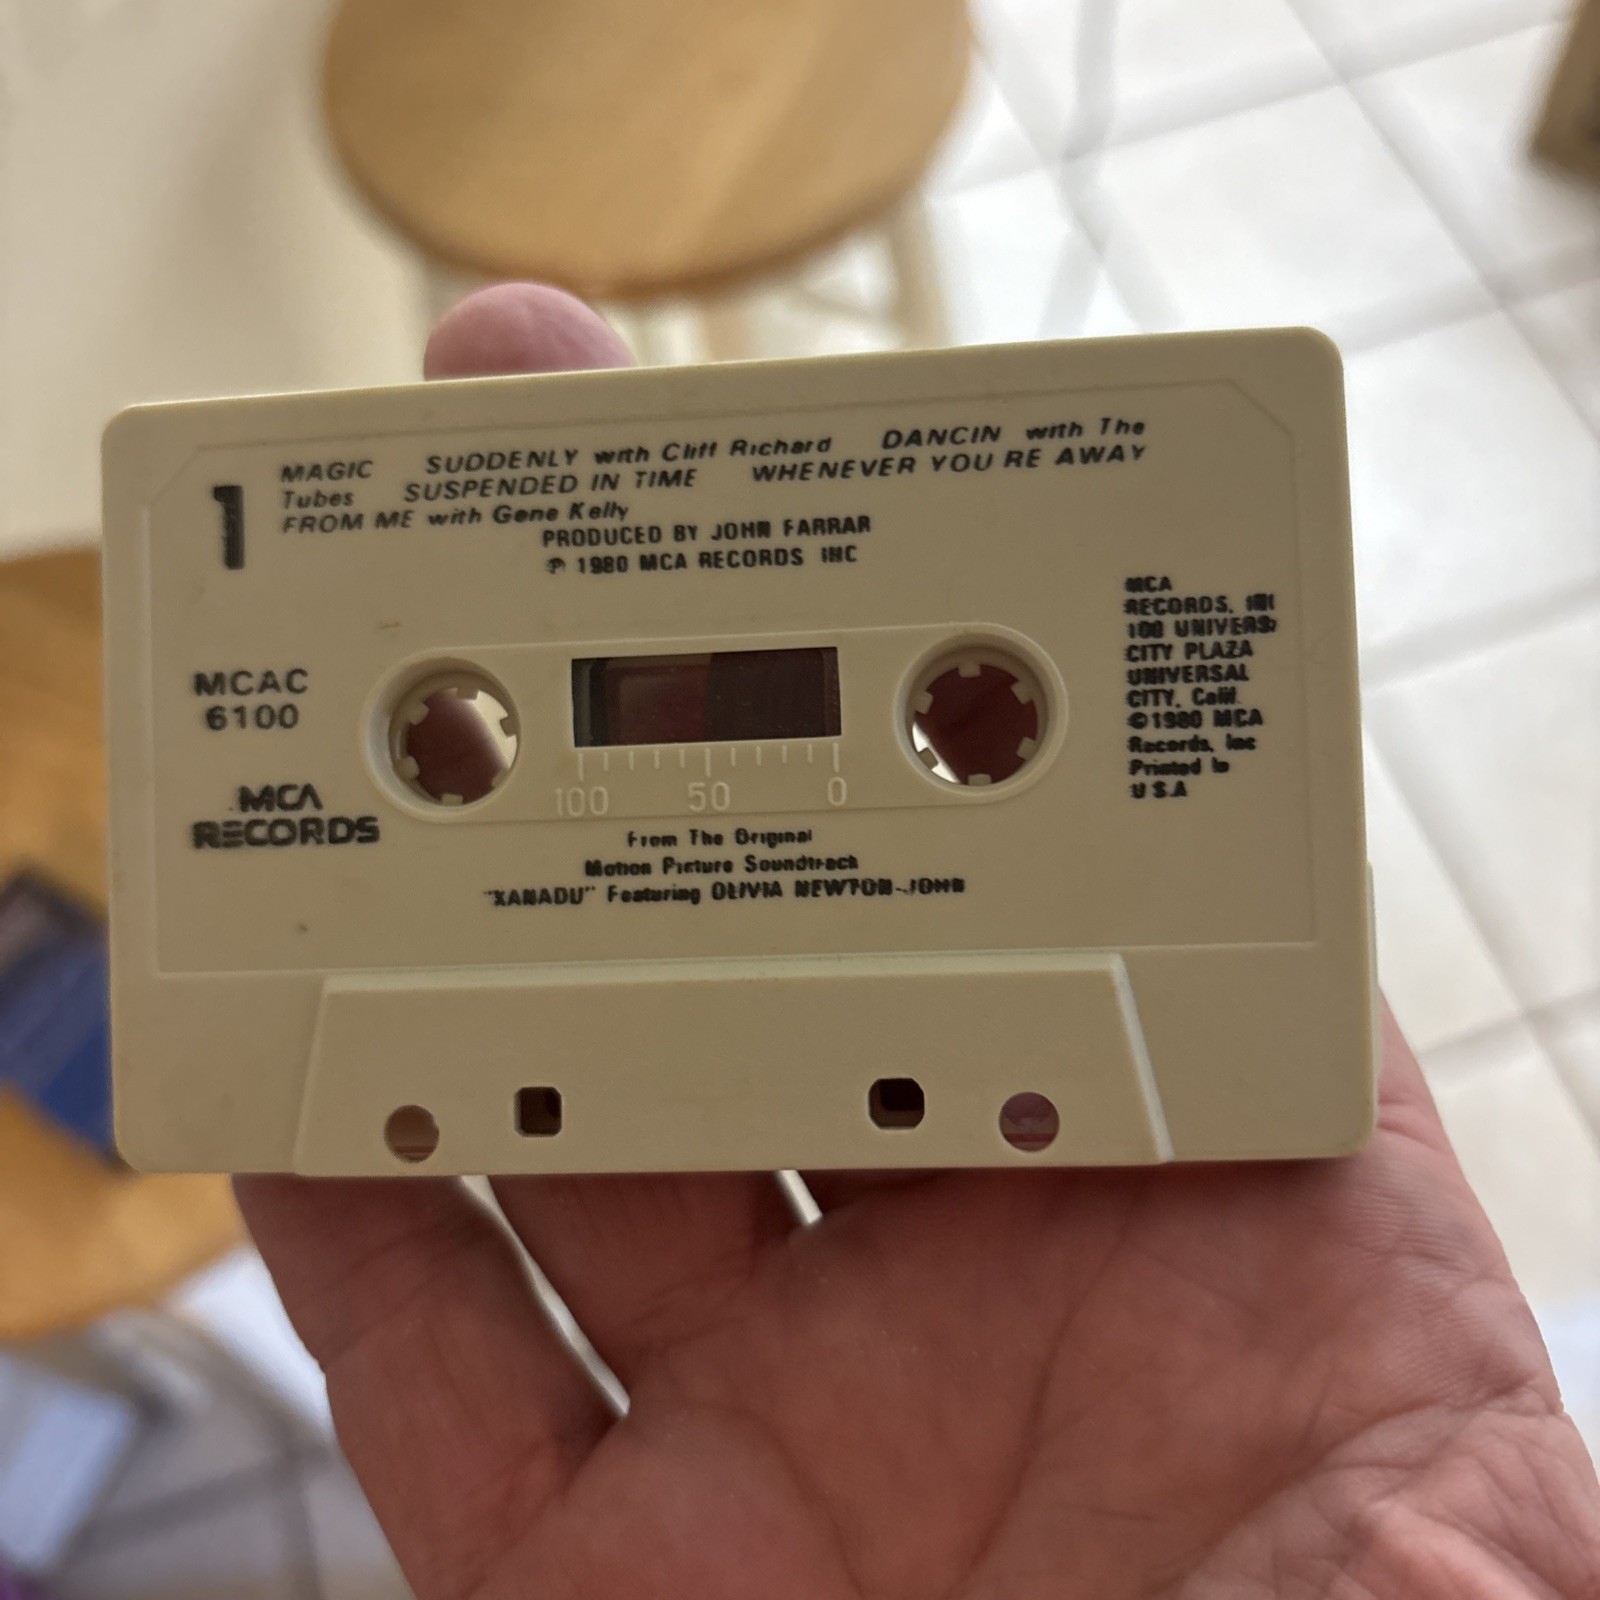 1
MAGIC SUDDENLY with Cliff Richard DANCIN with The
Tubes SUSPENDED IN TIME WHENEVER YOU RE AWAY
FROM ME with Gene Kelly
PRODUCED BY JOHN FARRAR
℗ 1980 MCA RECORDS INC
MCAC
6100
MCA
RECORDS
100 50 0
From The Original
Motion Picture Soundtrack
"XANADU" Featuring OLIVIA NEWTON-JOHN
MCA
RECORDS,
100
CITY PLAZA
UNIVERSAL
CITY, Calif.
©1980 MCA
Records, Inc
Printed In
U S.A